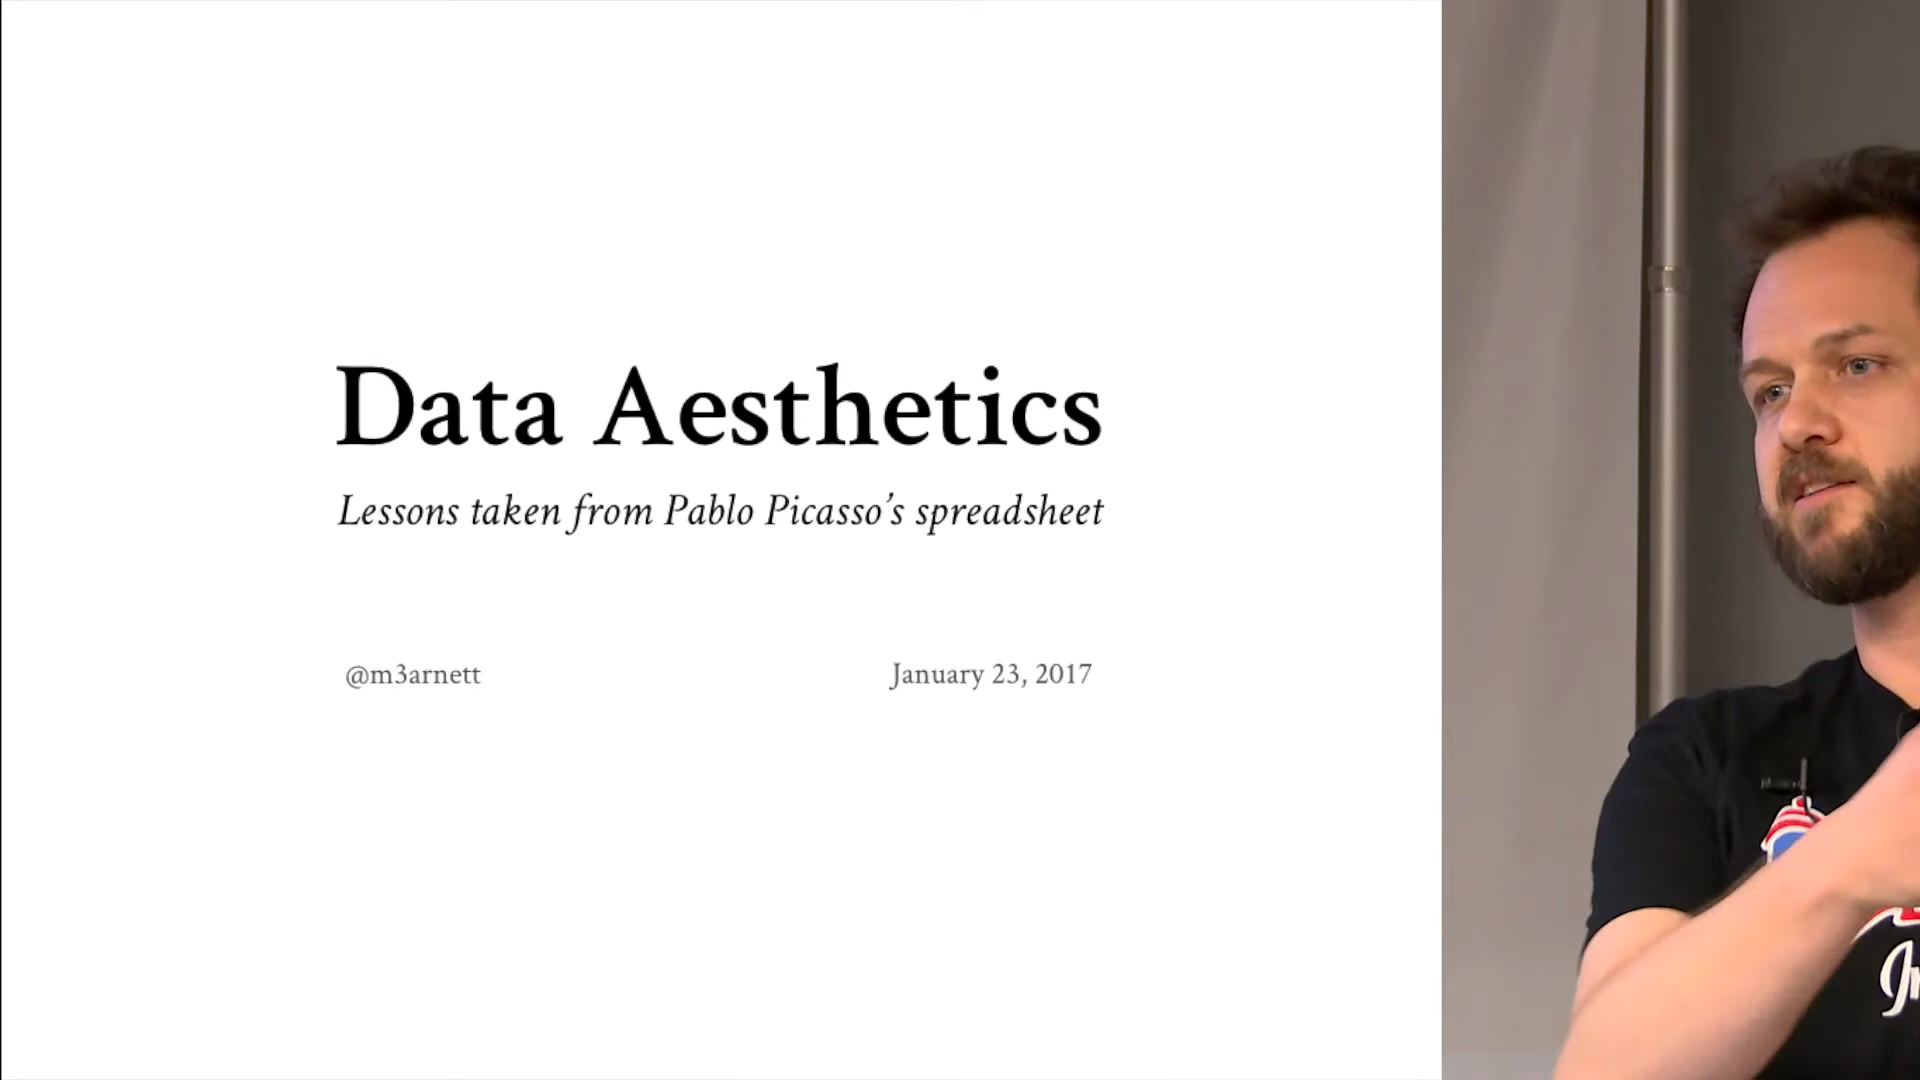 Data Aesthetics
Lessons taken from Pablo Picasso’s spreadsheet
@m3arnett
January 23, 2017